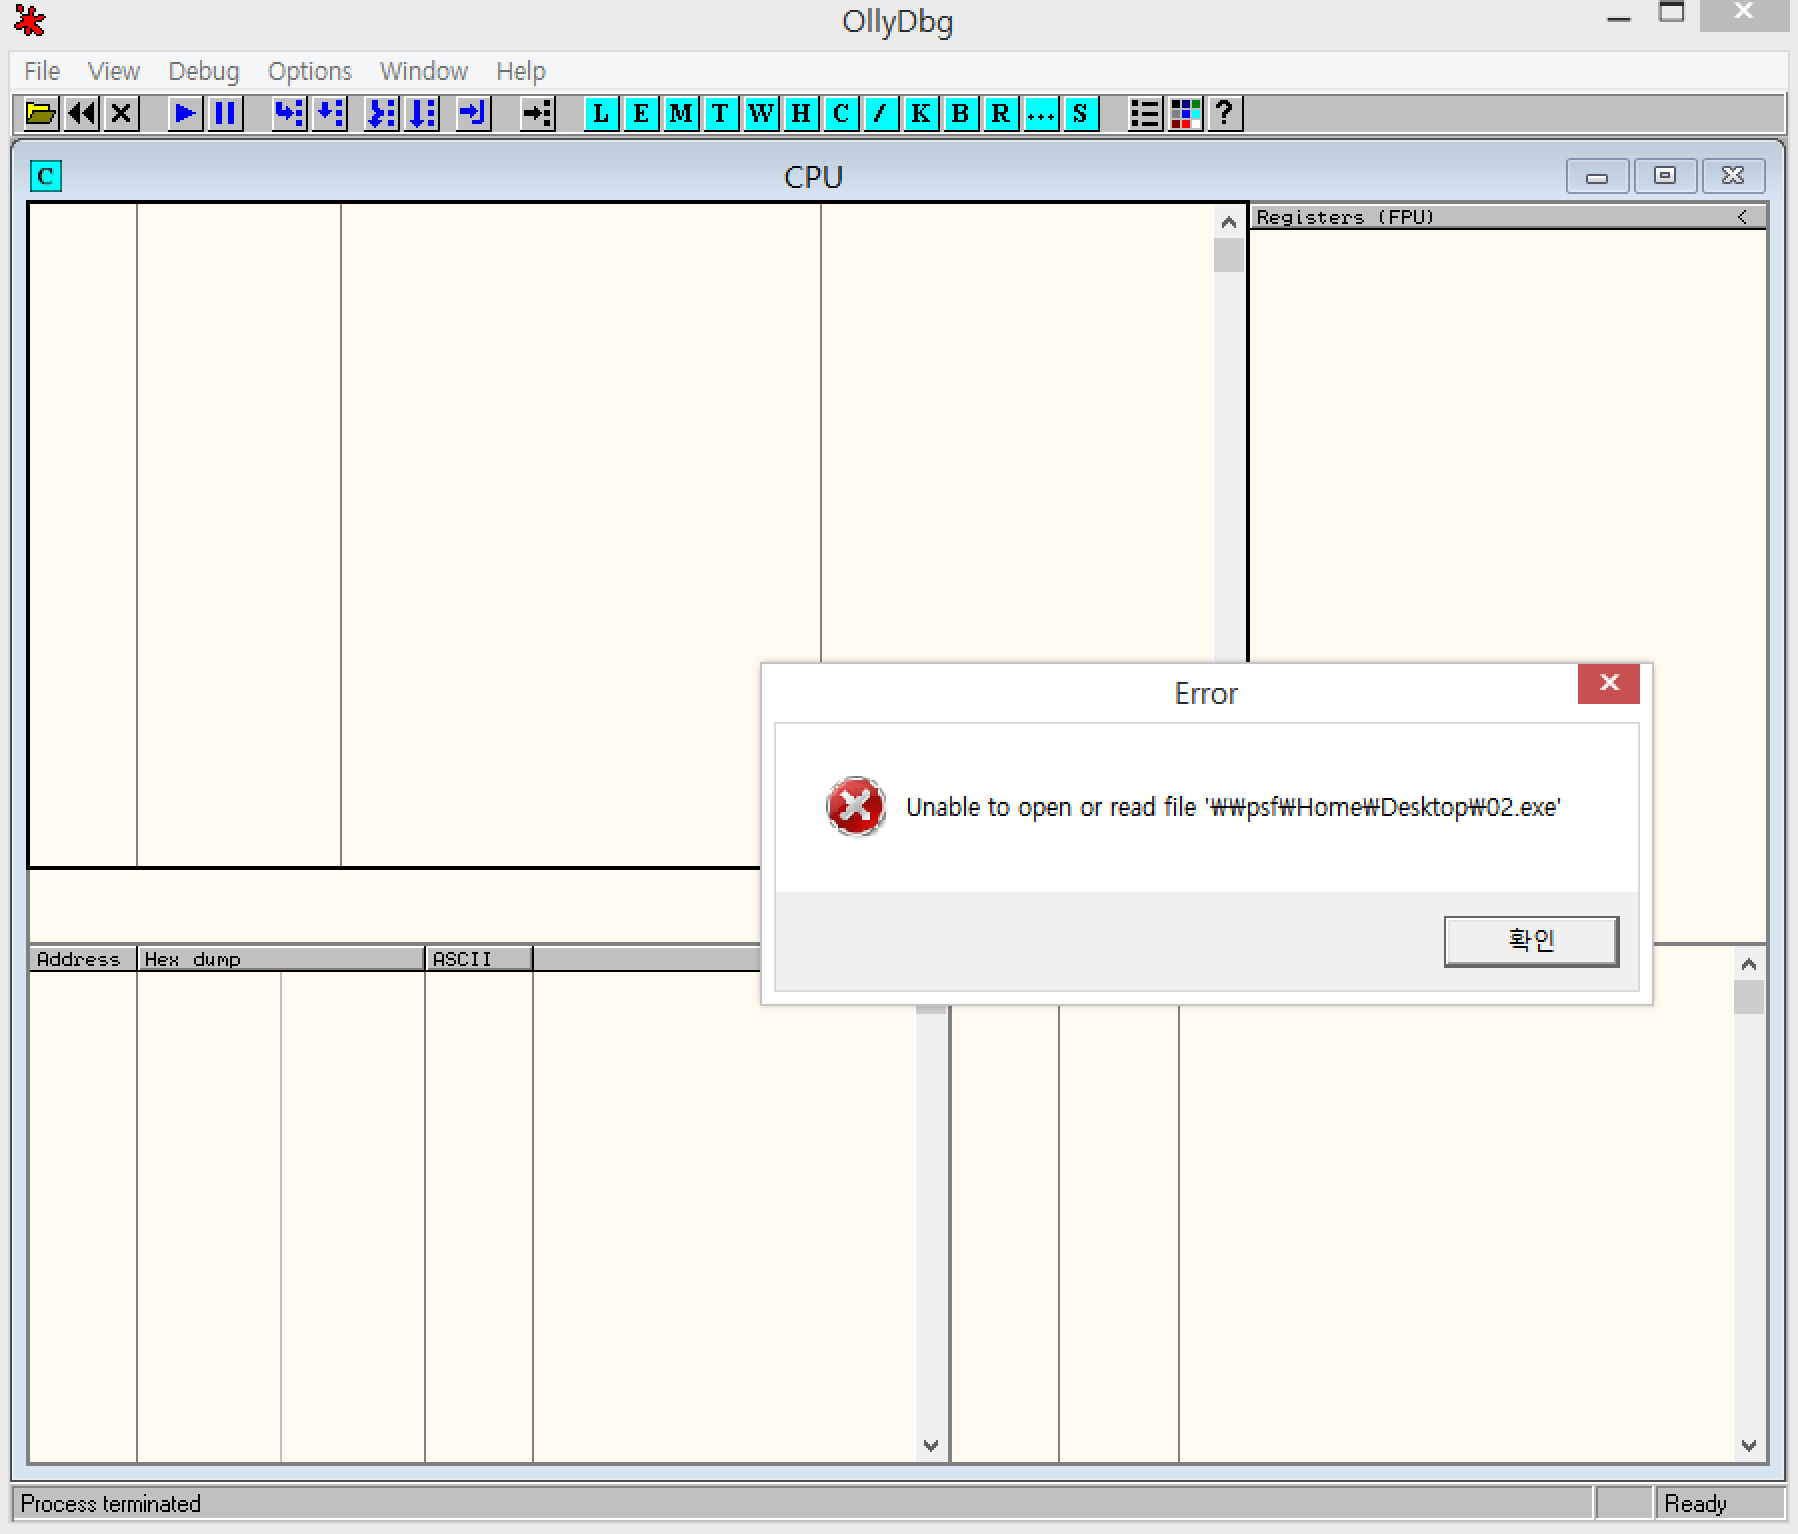 OllyDbg
File View Debug Options Window Help
L E M T W H C / K B R ... S ?
C CPU
Registers (FPU) <
Error
Unable to open or read file '₩₩psf₩Home₩Desktop₩02.exe'
확인
Address Hex dump ASCII
Process terminated Ready